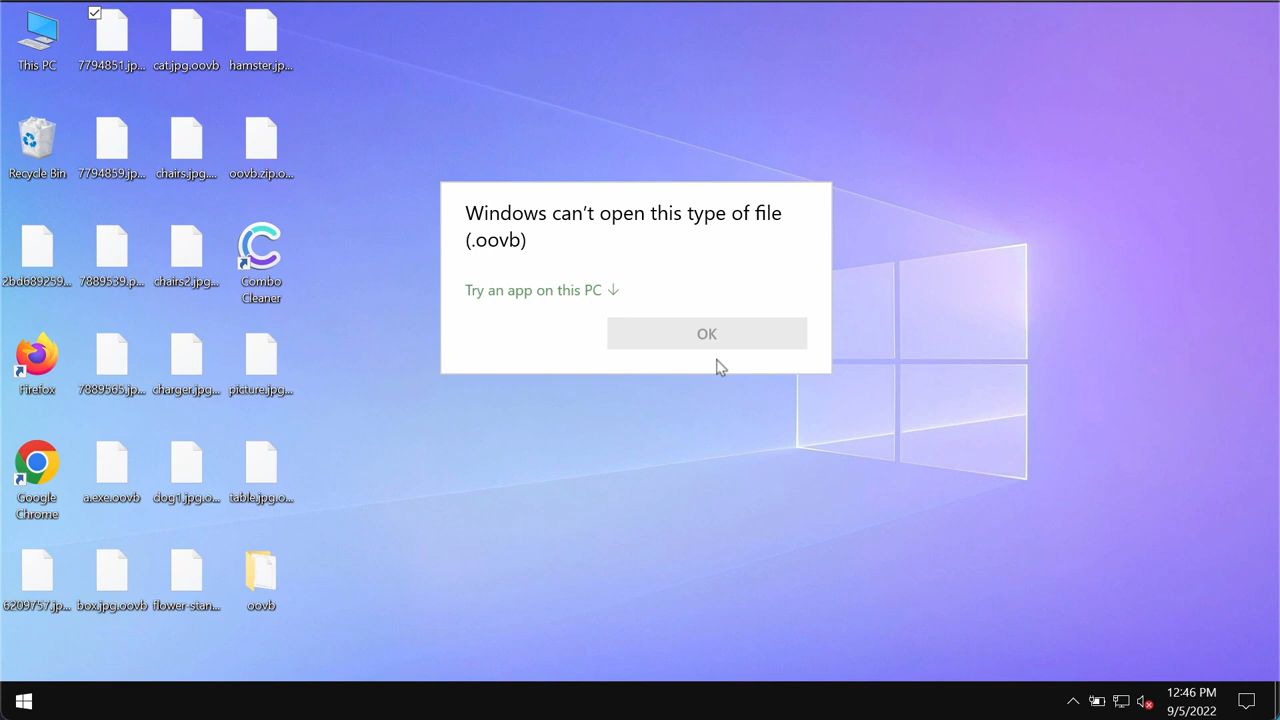 This PC
7794851.jp...
cat.jpg.oovb
hamster.jp...
Recycle Bin
7794859.jp...
chairs.jpg....
oovb.zip.o...
2bd689259...
7889539.p...
chairs2.jpg...
Combo
Cleaner
Firefox
7889565.jp...
charger.jpg...
picture.jpg...
Google
Chrome
a.exe.oovb
dog1.jpg.o...
table.jpg.o...
6209757.jp...
box.jpg.oovb
flower-stan...
oovb
Windows can't open this type of file
(.oovb)
Try an app on this PC ↓
OK
12:46 PM
9/5/2022